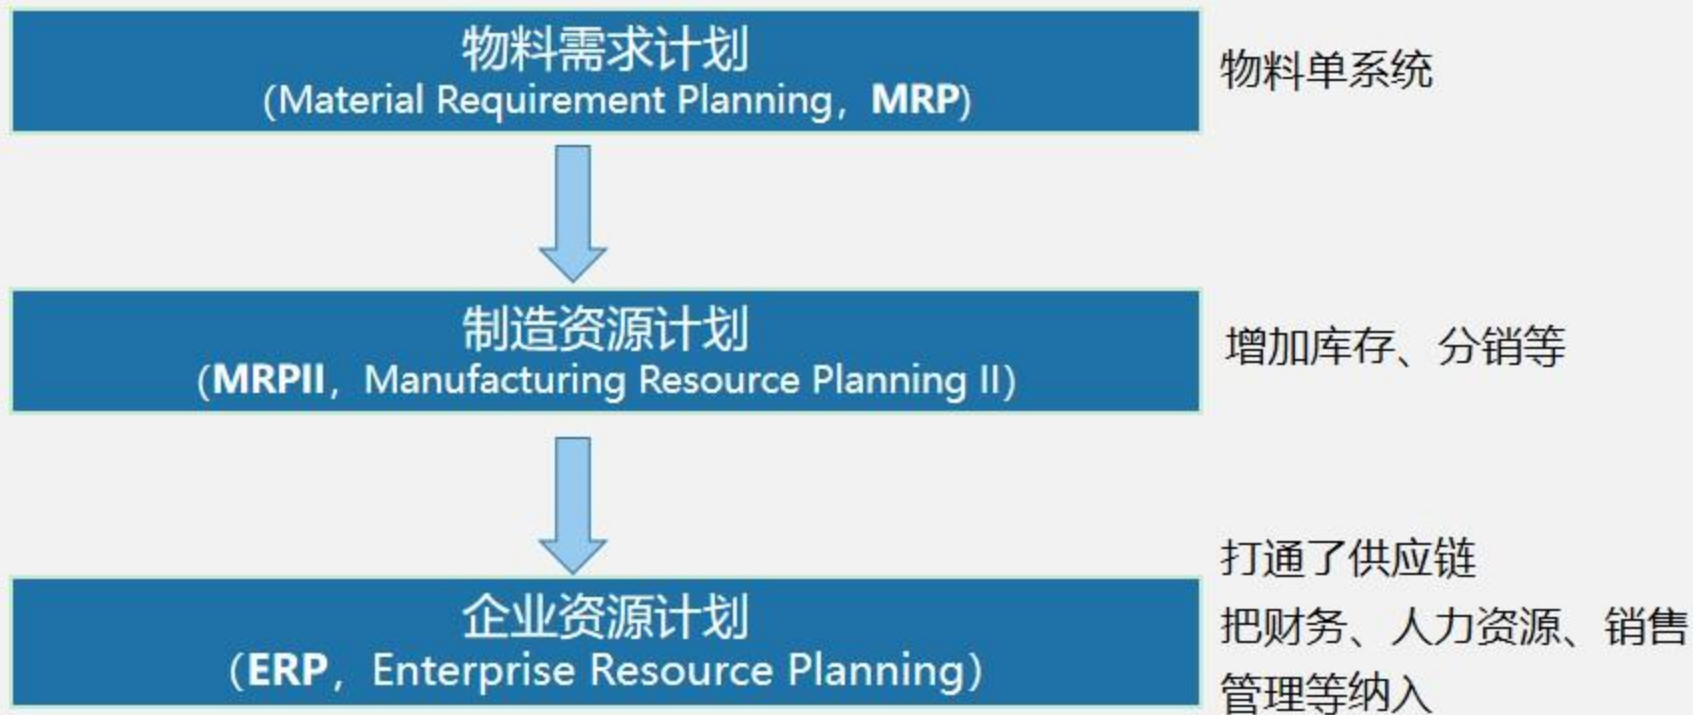 物料需求计划
(Material Requirement Planning，MRP)
物料单系统
制造资源计划
(MRPII，Manufacturing Resource Planning II)
增加库存、分销等
企业资源计划
(ERP，Enterprise Resource Planning)
打通了供应链
把财务、人力资源、销售
管理等纳入